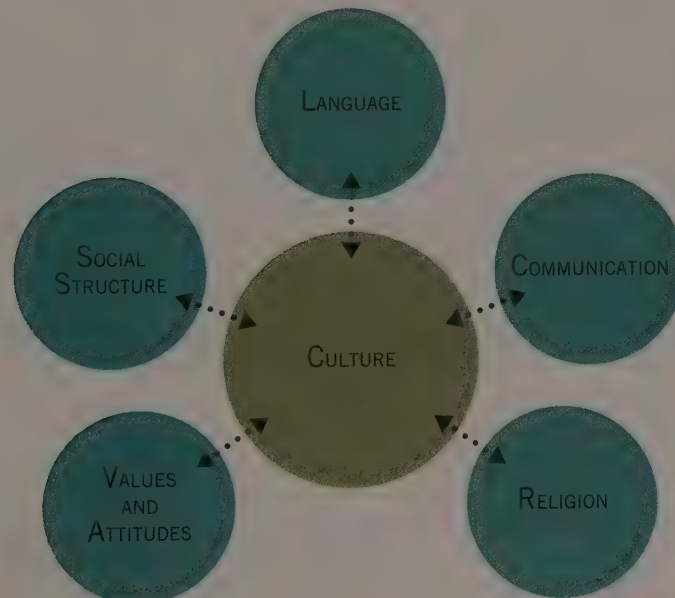 LANGUAGE
SOCIAL
STRUCTURE
COMMUNICATION
CULTURE
VALUES
AND
ATTITUDES
RELIGION